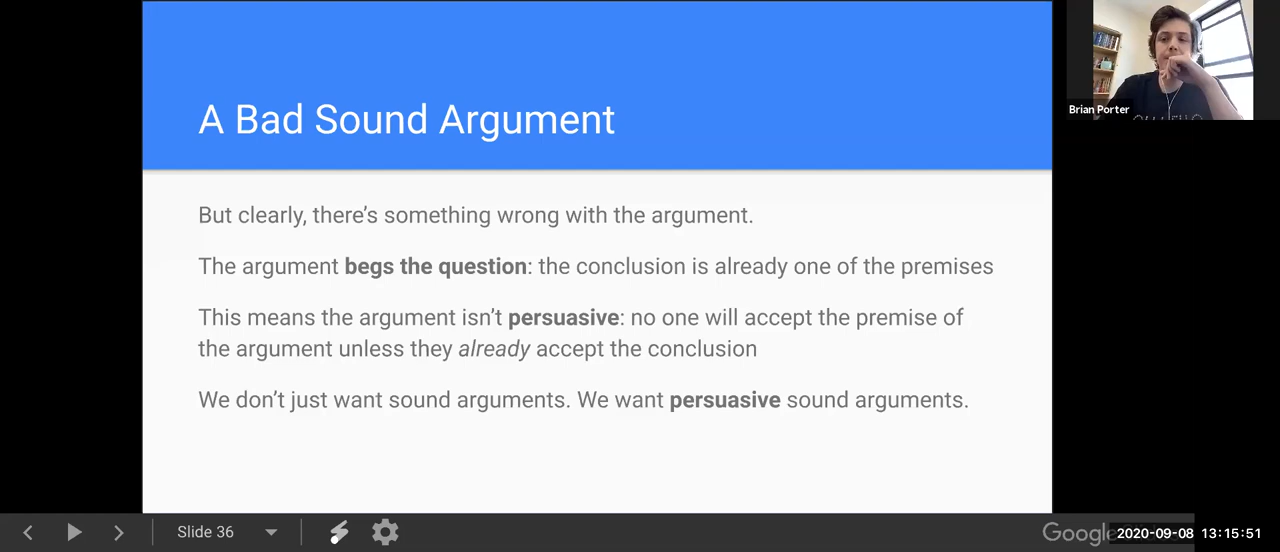 A Bad Sound Argument
But clearly, there’s something wrong with the argument.
The argument begs the question: the conclusion is already one of the premises
This means the argument isn’t persuasive: no one will accept the premise of
the argument unless they already accept the conclusion
We don’t just want sound arguments. We want persuasive sound arguments.
Brian Porter
Slide 36
Google
2020-09-08 13:15:51